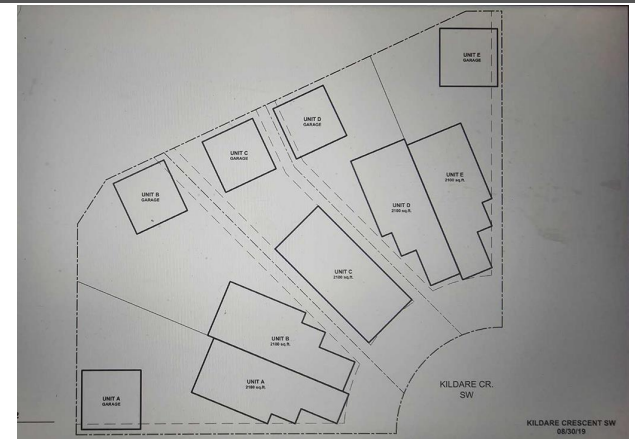 UNIT E
GARAGE
UNIT D
GARAGE
UNIT C
GARAGE
UNIT B
GARAGE
UNIT E
2100 sq.ft.
UNIT D
2100 sq.ft.
UNIT C
2100 sq.ft.
UNIT B
2100 sq.ft.
UNIT A
2100 sq.ft.
UNIT A
GARAGE
KILDARE CR.
SW
KILDARE CRESCENT SW
08/30/19